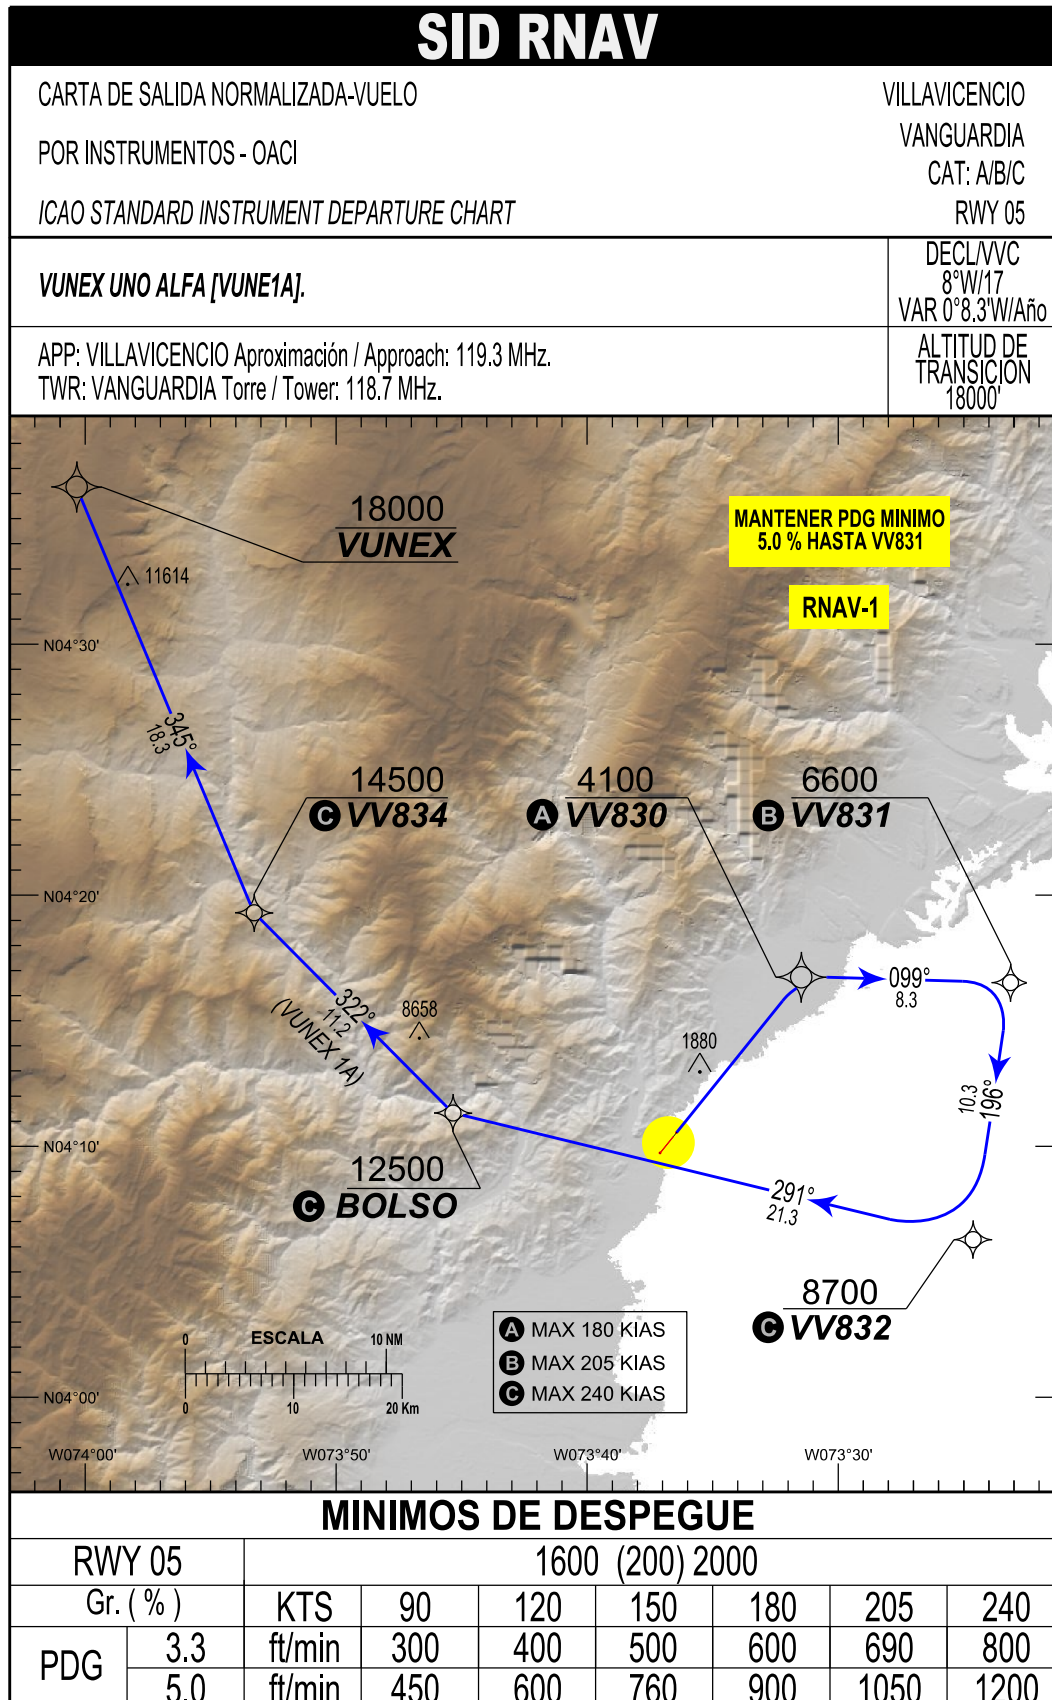 SID RNAV
CARTA DE SALIDA NORMALIZADA-VUELO
POR INSTRUMENTOS - OACI
ICAO STANDARD INSTRUMENT DEPARTURE CHART
VILLAVICENCIO
VANGUARDIA
CAT: A/B/C
RWY 05
VUNEX UNO ALFA [VUNE1A].
DECL/VVC
8°W/17
VAR 0°8.3'W/Año
APP: VILLAVICENCIO Aproximación / Approach: 119.3 MHz.
TWR: VANGUARDIA Torre / Tower: 118.7 MHz.
ALTITUD DE
TRANSICION
18000'
18000
VUNEX
MANTENER PDG MINIMO
5.0 % HASTA VV831
RNAV-1
11614
N04°30'
345°
18.3
14500
C VV834
4100
A VV830
6600
B VV831
N04°20'
322°
11.2
(VUNEX 1A)
8658
1880
099°
8.3
196°
10.3
N04°10'
12500
C BOLSO
291°
21.3
8700
C VV832
0 ESCALA 10 NM
0 10 20 Km
A MAX 180 KIAS
B MAX 205 KIAS
C MAX 240 KIAS
N04°00'
W074°00' W073°50' W073°40' W073°30'
MINIMOS DE DESPEGUE
RWY 05 1600 (200) 2000
Gr. ( % ) KTS 90 120 150 180 205 240
PDG 3.3 ft/min 300 400 500 600 690 800
5.0 ft/min 450 600 760 900 1050 1200